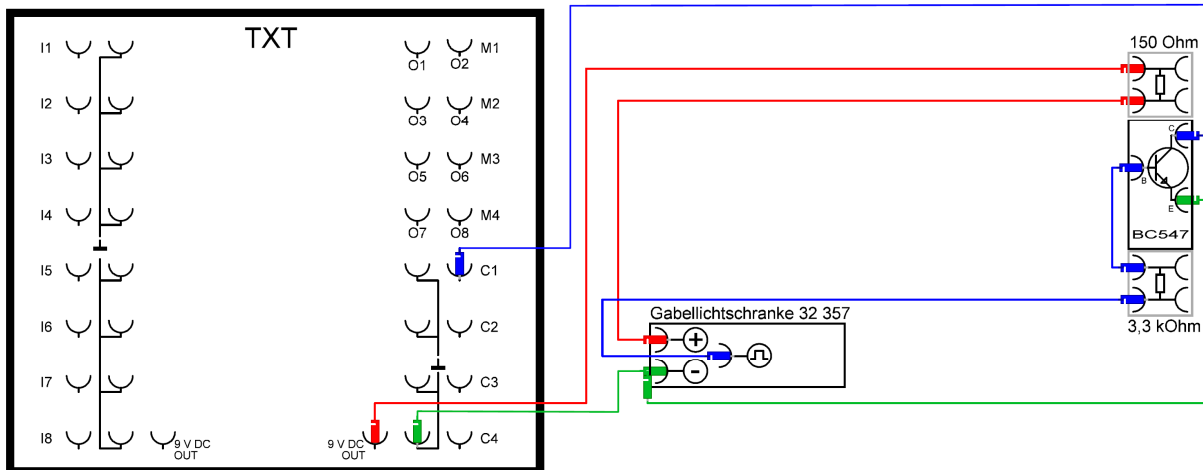 TXT
I1
I2
I3
I4
I5
I6
I7
I8
9 V DC
OUT
O1 O2 M1
O3 O4 M2
O5 O6 M3
O7 O8 M4
C1
C2
C3
C4
9 V DC
OUT
Gabellichtschranke 32 357
+
-
150 Ohm
C
B
E
BC547
3,3 kOhm